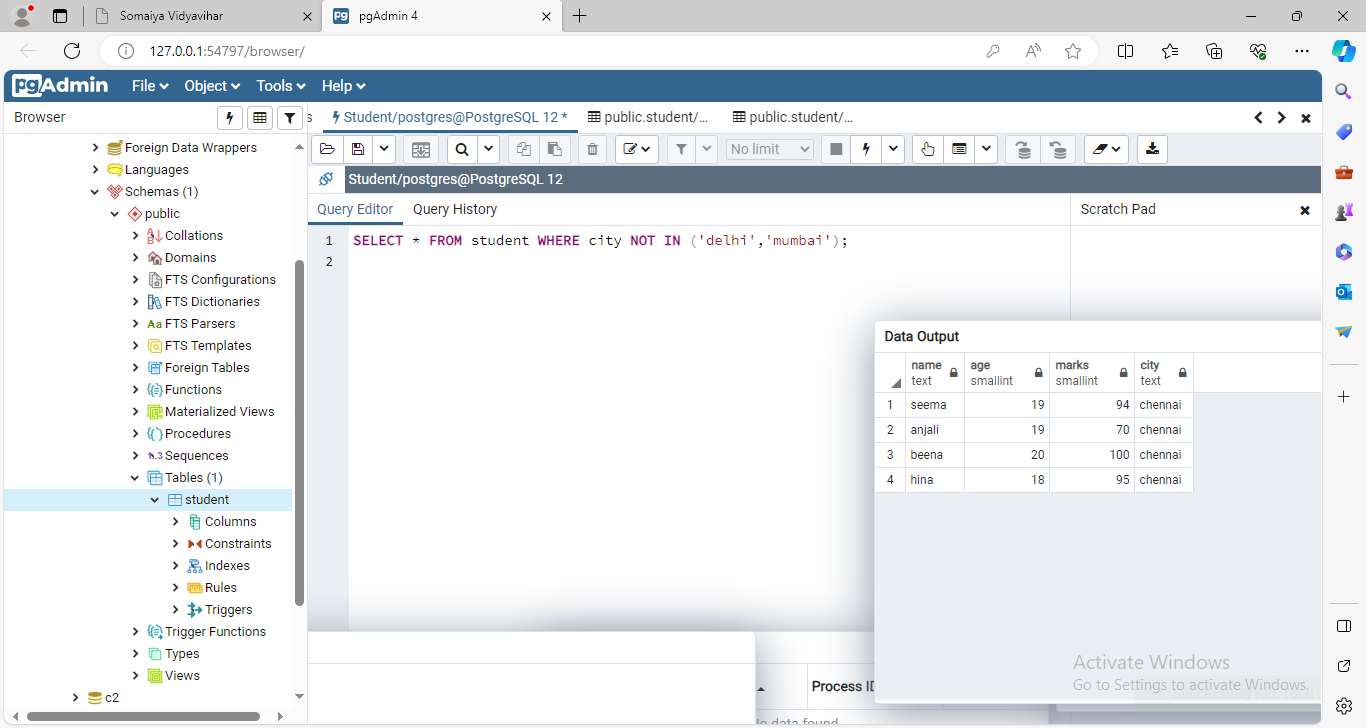 Somaiya Vidyavihar
pgAdmin 4
127.0.0.1:54797/browser/
pgAdmin File Object Tools Help
Browser
Student/postgres@PostgreSQL 12 *
public.student/...
public.student/...
Foreign Data Wrappers
Languages
Schemas (1)
public
Collations
Domains
FTS Configurations
FTS Dictionaries
FTS Parsers
FTS Templates
Foreign Tables
Functions
Materialized Views
Procedures
Sequences
Tables (1)
student
Columns
Constraints
Indexes
Rules
Triggers
Trigger Functions
Types
Views
c2
No limit
Student/postgres@PostgreSQL 12
Query Editor Query History
Scratch Pad
1 SELECT * FROM student WHERE city NOT IN ('delhi','mumbai');
2
Data Output
name age marks city
text smallint smallint text
1 seema 19 94 chennai
2 anjali 19 70 chennai
3 beena 20 100 chennai
4 hina 18 95 chennai
Process ID
data found
Activate Windows
Go to Settings to activate Windows.